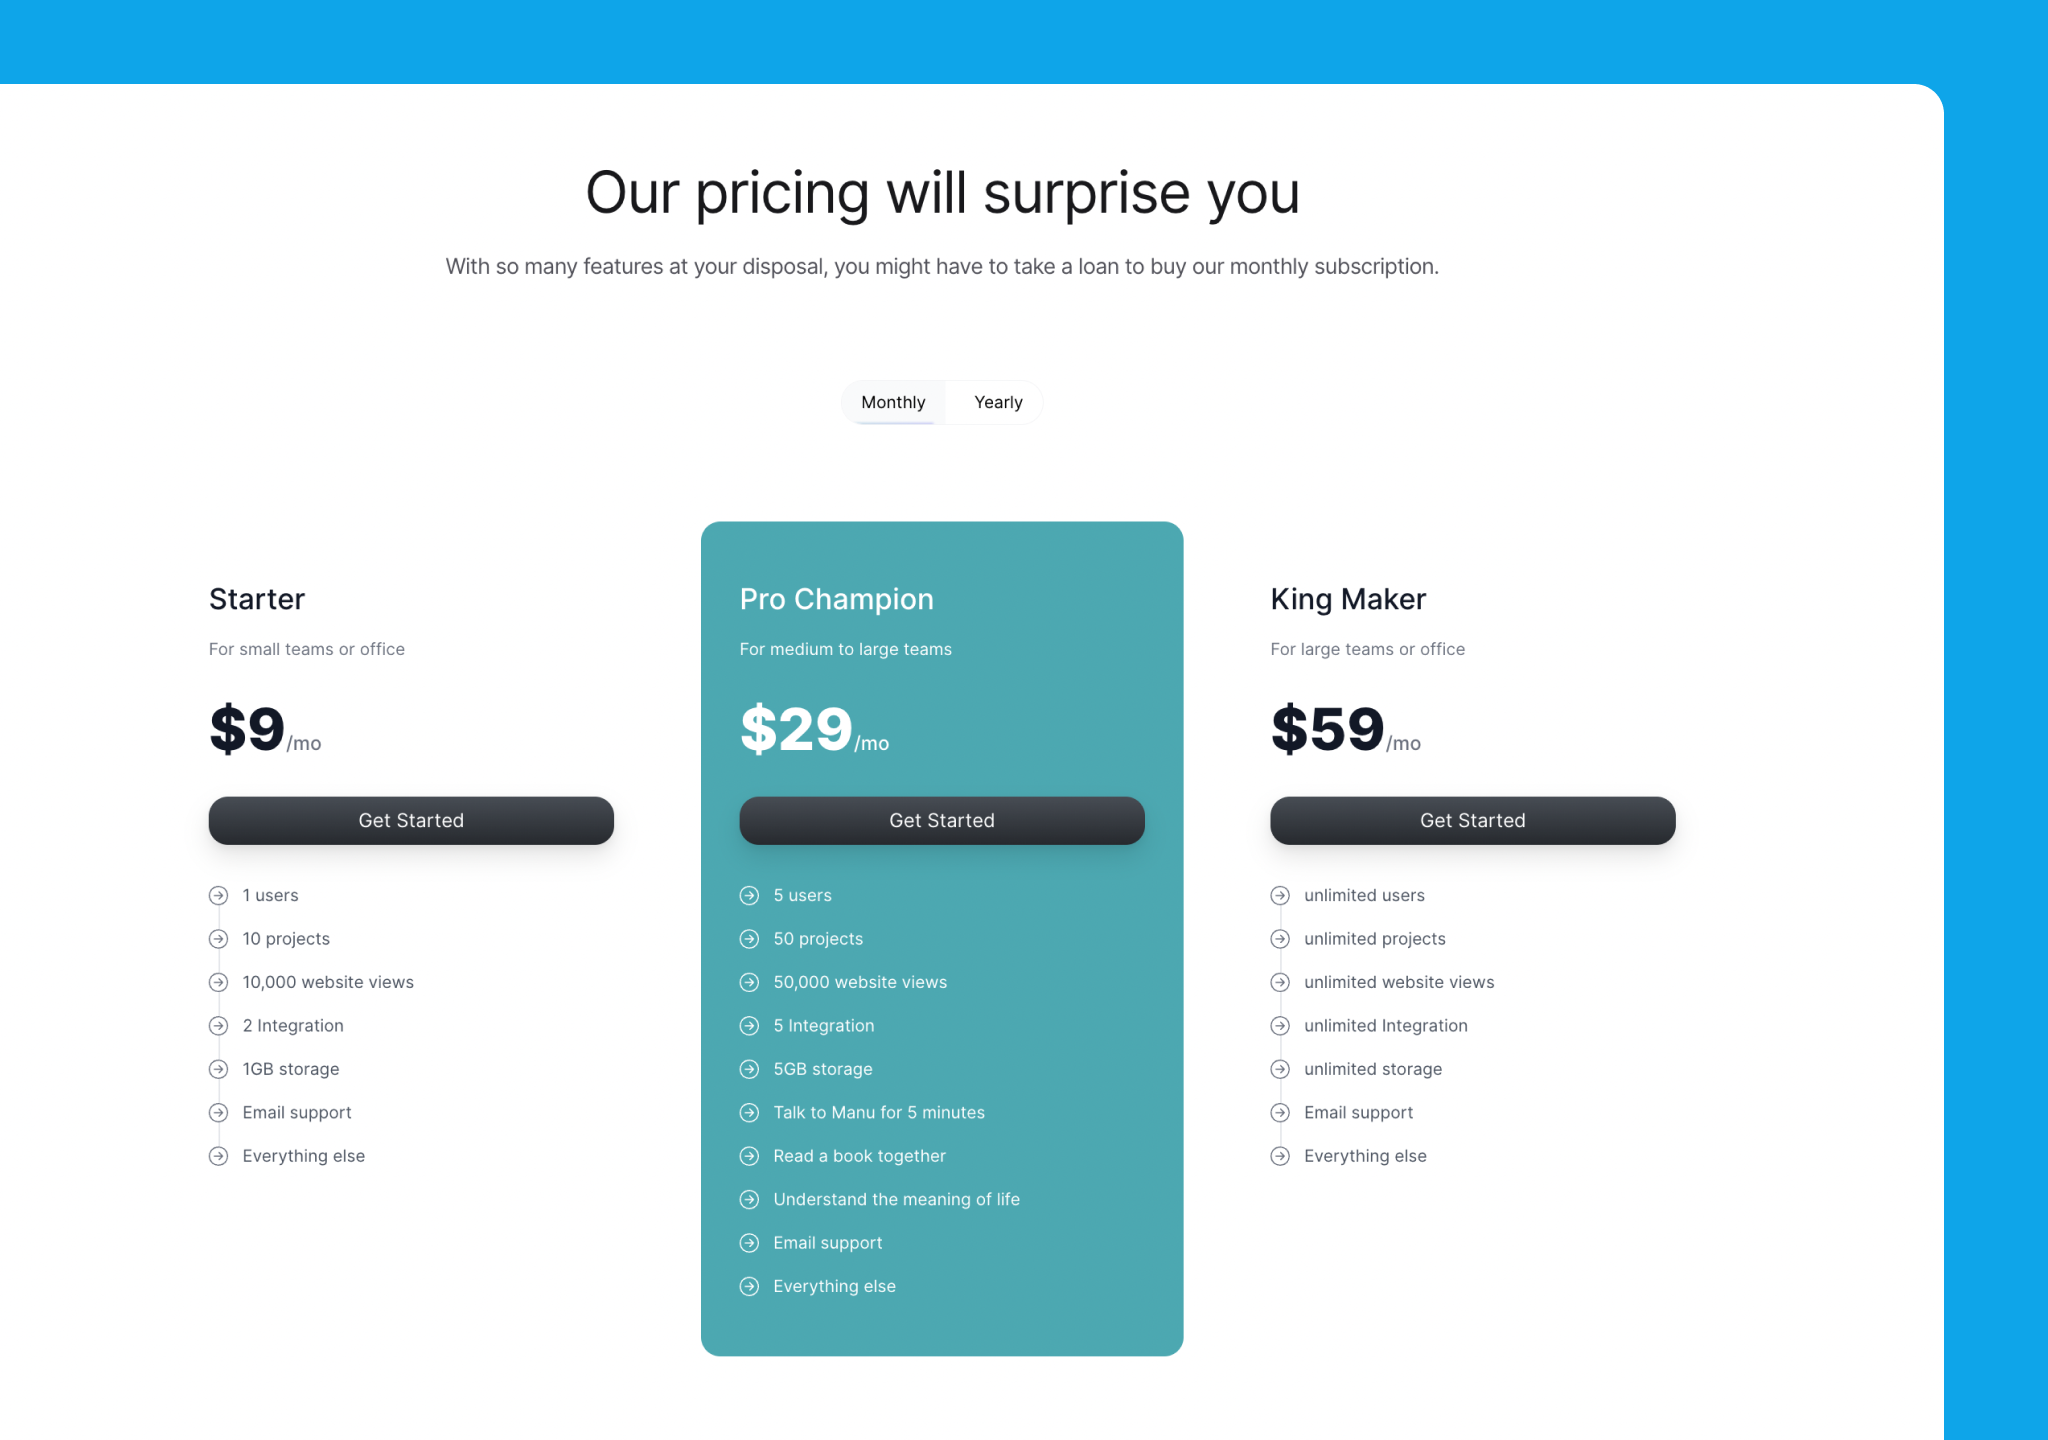 Our pricing will surprise you
With so many features at your disposal, you might have to take a loan to buy our monthly subscription.
Monthly
Yearly
Starter
For small teams or office
$9/mo
Get Started
1 users
10 projects
10,000 website views
2 Integration
1GB storage
Email support
Everything else
Pro Champion
For medium to large teams
$29/mo
Get Started
5 users
50 projects
50,000 website views
5 Integration
5GB storage
Talk to Manu for 5 minutes
Read a book together
Understand the meaning of life
Email support
Everything else
King Maker
For large teams or office
$59/mo
Get Started
unlimited users
unlimited projects
unlimited website views
unlimited Integration
unlimited storage
Email support
Everything else